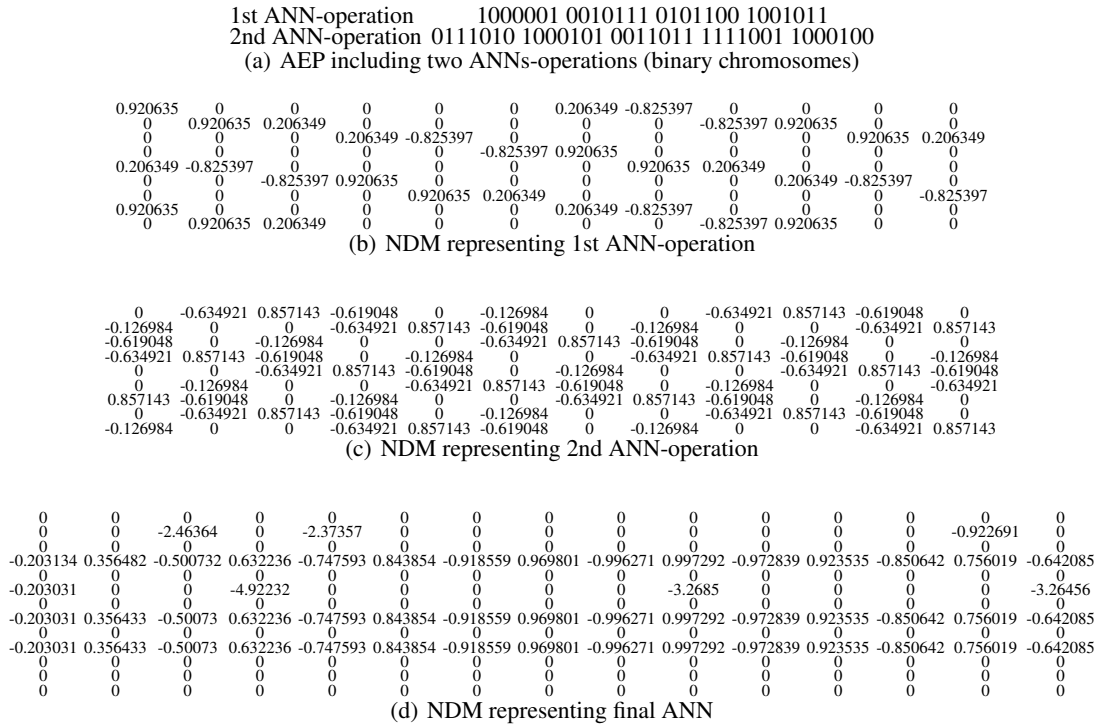 1st ANN-operation 1000001 0010111 0101100 1001011
2nd ANN-operation 0111010 1000101 0011011 1111001 1000100
(a) AEP including two ANNs-operations (binary chromosomes)
0.920635 0 0 0 0 0 0.206349 -0.825397 0 0 0 0
0 0.920635 0.206349 0 0 0 0 0 -0.825397 0.920635 0 0
0 0 0 0.206349 -0.825397 0 0 0 0 0 0.920635 0.206349
0 0 0 0 0 -0.825397 0.920635 0 0 0 0 0
0.206349 -0.825397 0 0 0 0 0 0.920635 0.206349 0 0 0
0 0 -0.825397 0.920635 0 0 0 0 0 0.206349 -0.825397 0
0 0 0 0 0.920635 0.206349 0 0 0 0 0 -0.825397
0.920635 0 0 0 0 0 0.206349 -0.825397 0 0 0 0
0 0.920635 0.206349 0 0 0 0 0 -0.825397 0.920635 0 0
(b) NDM representing 1st ANN-operation
0 -0.634921 0.857143 -0.619048 0 -0.126984 0 0 -0.634921 0.857143 -0.619048 0
-0.126984 0 0 -0.634921 0.857143 -0.619048 0 -0.126984 0 0 -0.634921 0.857143
-0.619048 0 -0.126984 0 0 -0.634921 0.857143 -0.619048 0 -0.126984 0 0
-0.634921 0.857143 -0.619048 0 -0.126984 0 0 -0.634921 0.857143 -0.619048 0 -0.126984
0 0 -0.634921 0.857143 -0.619048 0 -0.126984 0 0 -0.634921 0.857143 -0.619048
0 -0.126984 0 0 -0.634921 0.857143 -0.619048 0 -0.126984 0 0 -0.634921
0.857143 -0.619048 0 -0.126984 0 0 -0.634921 0.857143 -0.619048 0 -0.126984 0
0 -0.634921 0.857143 -0.619048 0 -0.126984 0 0 -0.634921 0.857143 -0.619048 0
-0.126984 0 0 -0.634921 0.857143 -0.619048 0 -0.126984 0 0 -0.634921 0.857143
(c) NDM representing 2nd ANN-operation
0 0 0 0 0 0 0 0 0 0 0 0 0 0 0
0 0 -2.46364 0 -2.37357 0 0 0 0 0 0 0 0 -0.922691 0
0 0 0 0 0 0 0 0 0 0 0 0 0 0 0
-0.203134 0.356482 -0.500732 0.632236 -0.747593 0.843854 -0.918559 0.969801 -0.996271 0.997292 -0.972839 0.923535 -0.850642 0.756019 -0.642085
0 0 0 0 0 0 0 0 0 0 0 0 0 0 0
-0.203031 0 0 -4.92232 0 0 0 0 0 -3.2685 0 0 0 0 -3.26456
0 0 0 0 0 0 0 0 0 0 0 0 0 0 0
-0.203031 0.356433 -0.50073 0.632236 -0.747593 0.843854 -0.918559 0.969801 -0.996271 0.997292 -0.972839 0.923535 -0.850642 0.756019 -0.642085
0 0 0 0 0 0 0 0 0 0 0 0 0 0 0
-0.203031 0.356433 -0.50073 0.632236 -0.747593 0.843854 -0.918559 0.969801 -0.996271 0.997292 -0.972839 0.923535 -0.850642 0.756019 -0.642085
0 0 0 0 0 0 0 0 0 0 0 0 0 0 0
0 0 0 0 0 0 0 0 0 0 0 0 0 0 0
0 0 0 0 0 0 0 0 0 0 0 0 0 0 0
(d) NDM representing final ANN